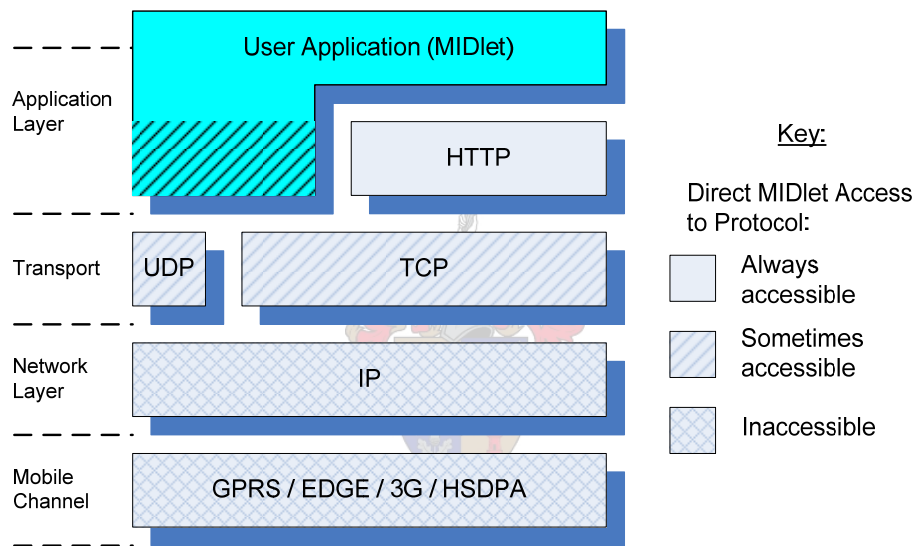 User Application (MIDlet)
Application
Layer
HTTP
Key:
Direct MIDlet Access
to Protocol:
Always
accessible
Sometimes
accessible
Inaccessible
Transport
UDP
TCP
Network
Layer
IP
Mobile
Channel
GPRS / EDGE / 3G / HSDPA